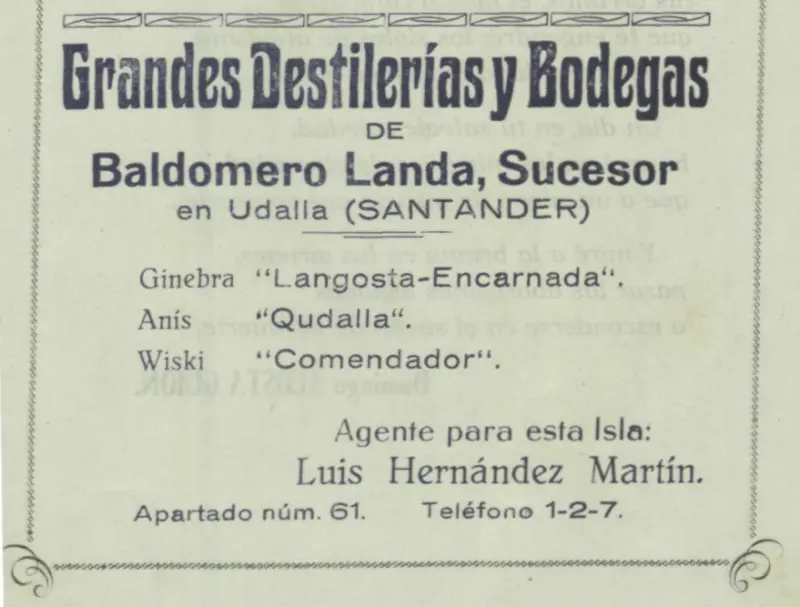 Grandes Destilerías y Bodegas
DE
Baldomero Landa, Sucesor
en Udalla (SANTANDER)
Ginebra “Langosta-Encarnada“.
Anís “Qudalla“.
Wiski “Comendador“.
Agente para esta Isla:
Luis Hernández Martín.
Apartado núm. 61. Teléfono 1-2-7.